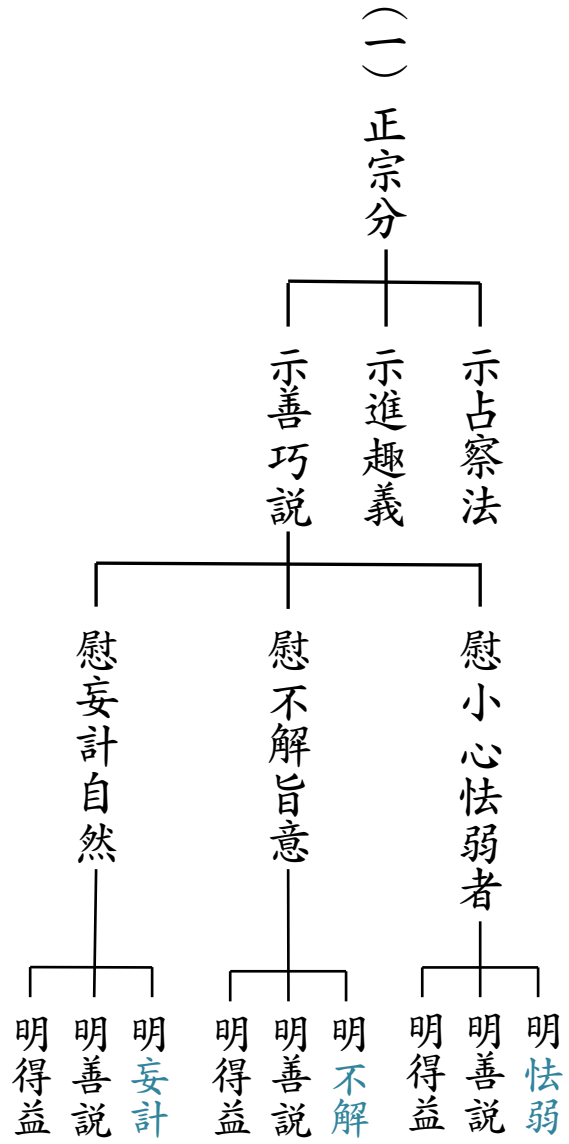 （一）正宗分
示占察法
示進趣義
示善巧說
慰小心怯弱者
慰不解旨意
慰妄計自然
明怯弱
明善說
明得益
明不解
明善說
明得益
明妄計
明善說
明得益